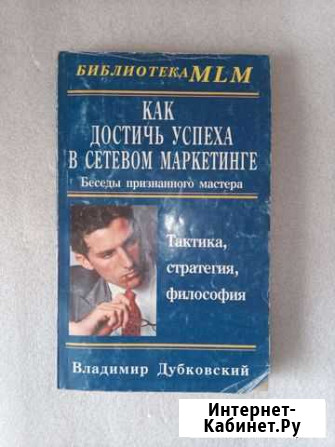 БИБЛИОТЕКА MLM
КАК
ДОСТИЧЬ УСПЕХА
В СЕТЕВОМ МАРКЕТИНГЕ
Беседы признанного мастера
Тактика,
стратегия,
философия
Владимир Дубковский
Интернет-
Кабинет.Ру